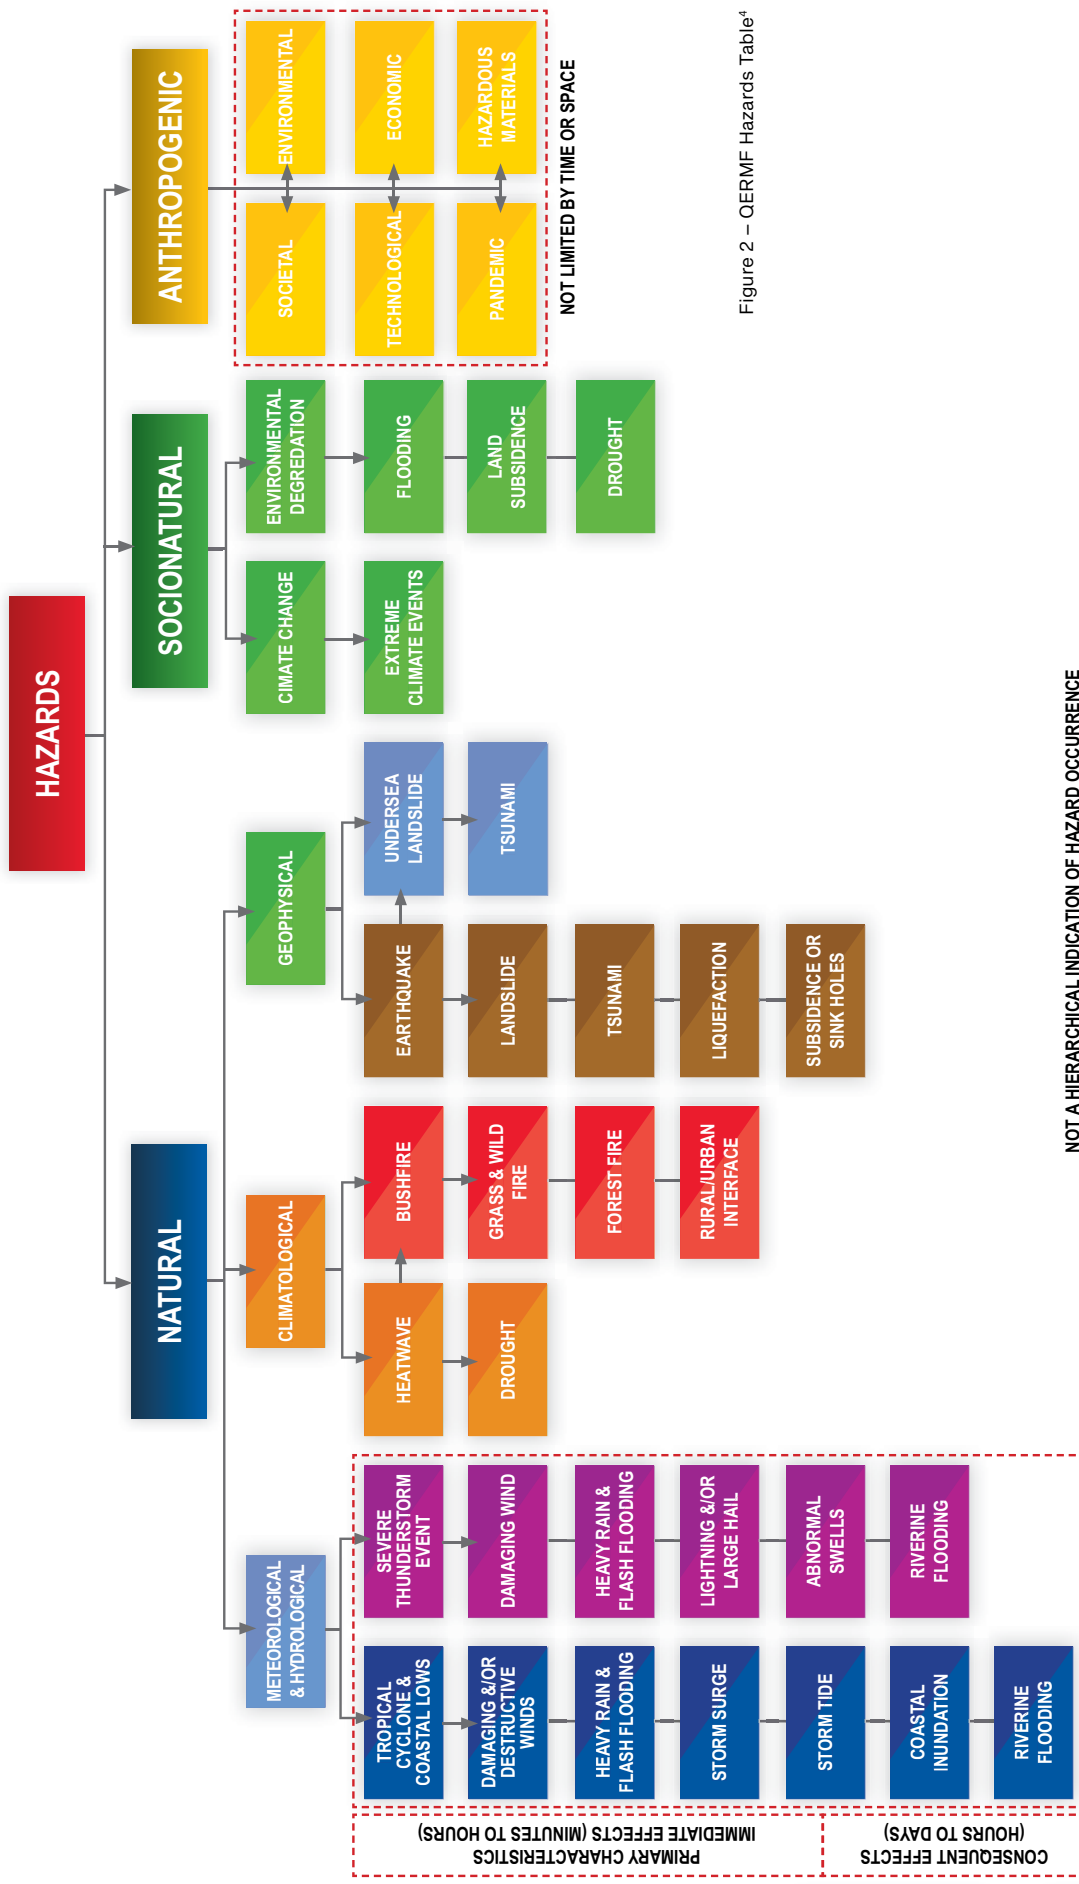 HAZARDS
NATURAL
SOCIONATURAL
ANTHROPOGENIC
METEOROLOGICAL
& HYDROLOGICAL
CLIMATOLOGICAL
GEOPHYSICAL
CIMATE CHANGE
ENVIRONMENTAL
DEGREDATION
SOCIETAL
ENVIRONMENTAL
PRIMARY CHARACTERISTICS
IMMEDIATE EFFECTS (MINUTES TO HOURS)
TROPICAL
CYCLONE &
COASTAL LOWS
SEVERE
THUNDERSTORM
EVENT
HEATWAVE
BUSHFIRE
EARTHQUAKE
UNDERSEA
LANDSLIDE
EXTREME
CLIMATE EVENTS
FLOODING
TECHNOLOGICAL
ECONOMIC
DAMAGING &/OR
DESTRUCTIVE
WINDS
DAMAGING WIND
DROUGHT
GRASS & WILD
FIRE
LANDSLIDE
TSUNAMI
LAND
SUBSIDENCE
PANDEMIC
HAZARDOUS
MATERIALS
NOT LIMITED BY TIME OR SPACE
HEAVY RAIN &
FLASH FLOODING
HEAVY RAIN &
FLASH FLOODING
FOREST FIRE
TSUNAMI
DROUGHT
STORM SURGE
LIGHTNING &/OR
LARGE HAIL
RURAL/URBAN
INTERFACE
LIQUEFACTION
Figure 2 – QERMF Hazards Table4
CONSEQUENT EFFECTS
(HOURS TO DAYS)
STORM TIDE
ABNORMAL
SWELLS
SUBSIDENCE OR
SINK HOLES
COASTAL
INUNDATION
RIVERINE
FLOODING
RIVERINE
FLOODING
NOT A HIERARCHICAL INDICATION OF HAZARD OCCURRENCE